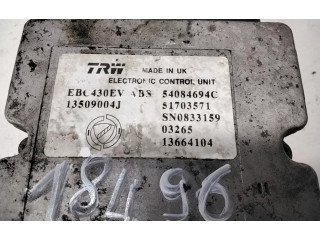 TRW MADE IN UK
ELECTRONIC CONTROL UNIT
EBC430EV ABS 54084694C
13509004J 51703571
SN0833159
03265
13664104
18496